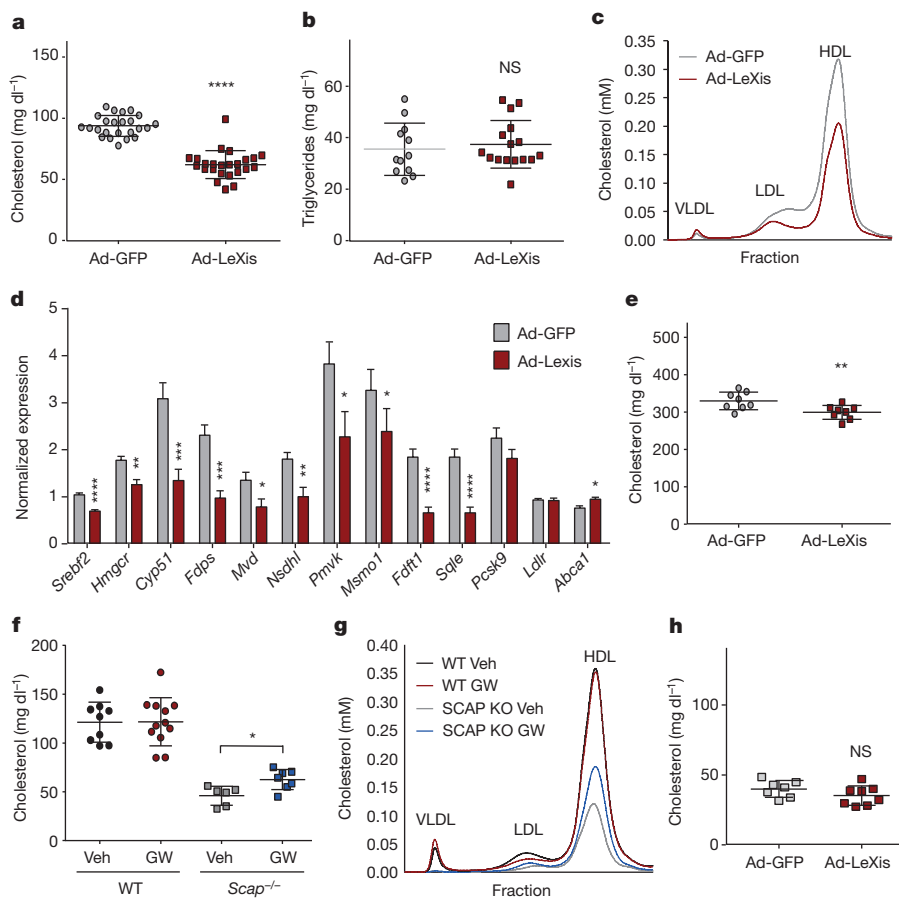 a
150
100
50
0
Cholesterol (mg dl⁻¹)
****
Ad-GFP
Ad-LeXis
b
60
40
20
0
Triglycerides (mg dl⁻¹)
NS
Ad-GFP
Ad-LeXis
c
0.35
0.30
0.25
0.20
0.15
0.10
0.05
0.00
Cholesterol (mM)
Ad-GFP
Ad-LeXis
HDL
LDL
VLDL
Fraction
d
5
4
3
2
1
0
Normalized expression
Ad-GFP
Ad-Lexis
****
**
***
***
*
**
*
*
****
****
*
Srebf2
Hmgcr
Cyp51
Fdps
Mvd
Nsdhl
Pmvk
Msmo1
Fdft1
Sqle
Pcsk9
Ldlr
Abca1
e
500
400
300
200
100
0
Cholesterol (mg dl⁻¹)
**
Ad-GFP
Ad-LeXis
f
200
150
100
50
0
Cholesterol (mg dl⁻¹)
*
Veh GW Veh GW
WT Scap⁻/⁻
g
0.40
0.35
0.30
0.25
0.20
0.15
0.10
0.05
0.00
Cholesterol (mM)
WT Veh
WT GW
SCAP KO Veh
SCAP KO GW
HDL
VLDL
LDL
Fraction
h
100
50
0
Cholesterol (mg dl⁻¹)
NS
Ad-GFP
Ad-LeXis